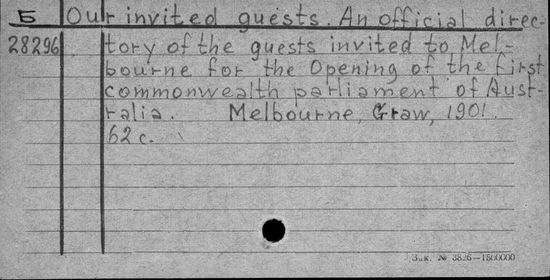 Б Our invited guests. An official direc-
28296 tory of the guests invited to Mel-
bourne for the Opening of the first
commonwealth parliament of Aust-
ralia. Melbourne, Graw, 1901.
62 c.
Зак. № 3826—1500000